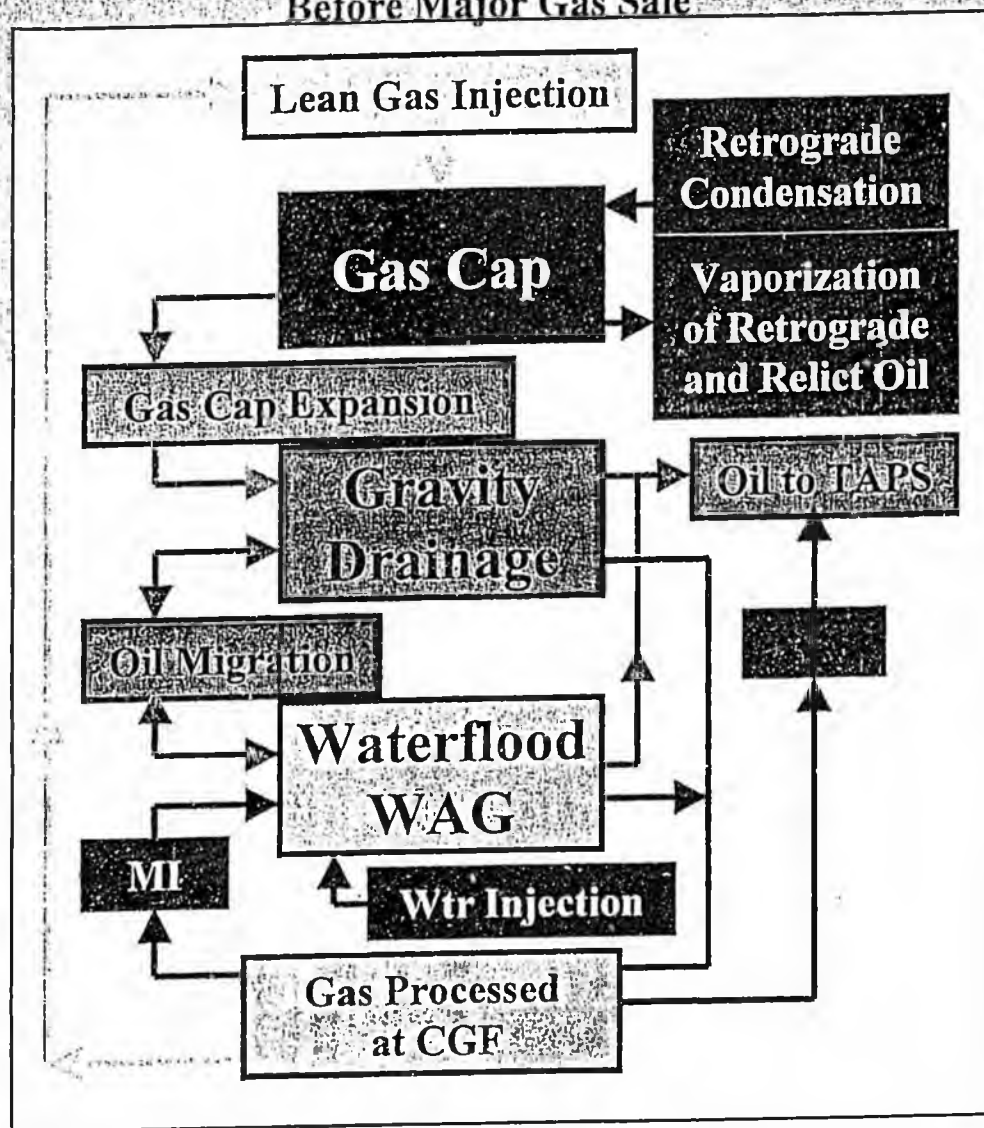 Before Major Gas Sale
Lean Gas Injection
Retrograde
Condensation
Gas Cap
Vaporization
of Retrograde
and Relict Oil
Gas Cap Expansion
Gravity
Drainage
Oil to TAPS
Oil Migration
Waterflood
WAG
MI
Wtr Injection
Gas Processed
at CGF